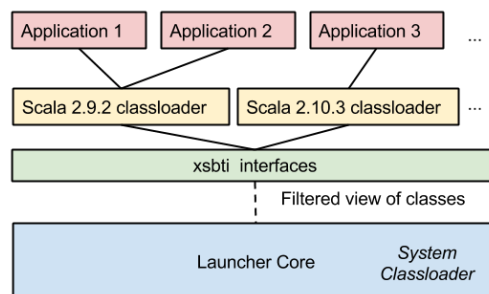 Application 1
Application 2
Application 3
...
Scala 2.9.2 classloader
Scala 2.10.3 classloader
...
xsbti interfaces
Filtered view of classes
Launcher Core
System
Classloader